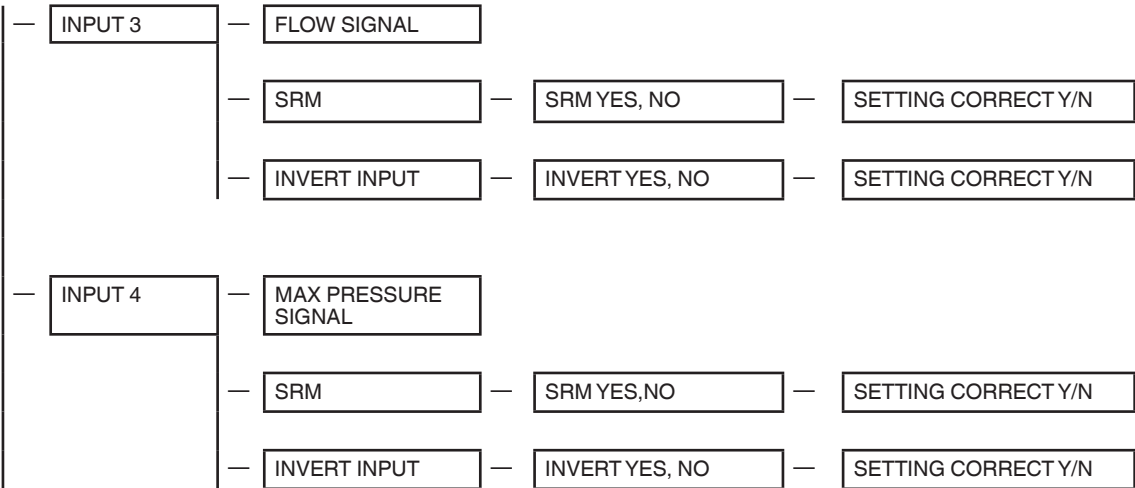 INPUT 3
FLOW SIGNAL
SRM
SRM YES, NO
SETTING CORRECT Y/N
INVERT INPUT
INVERT YES, NO
SETTING CORRECT Y/N
INPUT 4
MAX PRESSURE
SIGNAL
SRM
SRM YES,NO
SETTING CORRECT Y/N
INVERT INPUT
INVERT YES, NO
SETTING CORRECT Y/N